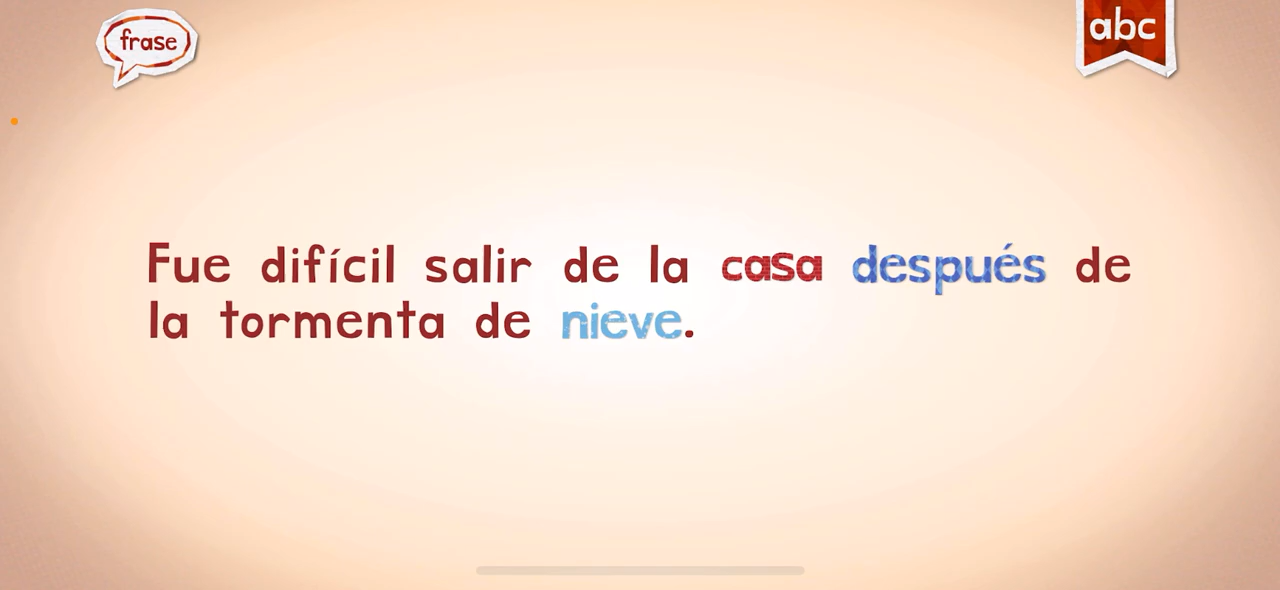 frase
abc
Fue difícil salir de la casa después de
la tormenta de nieve.